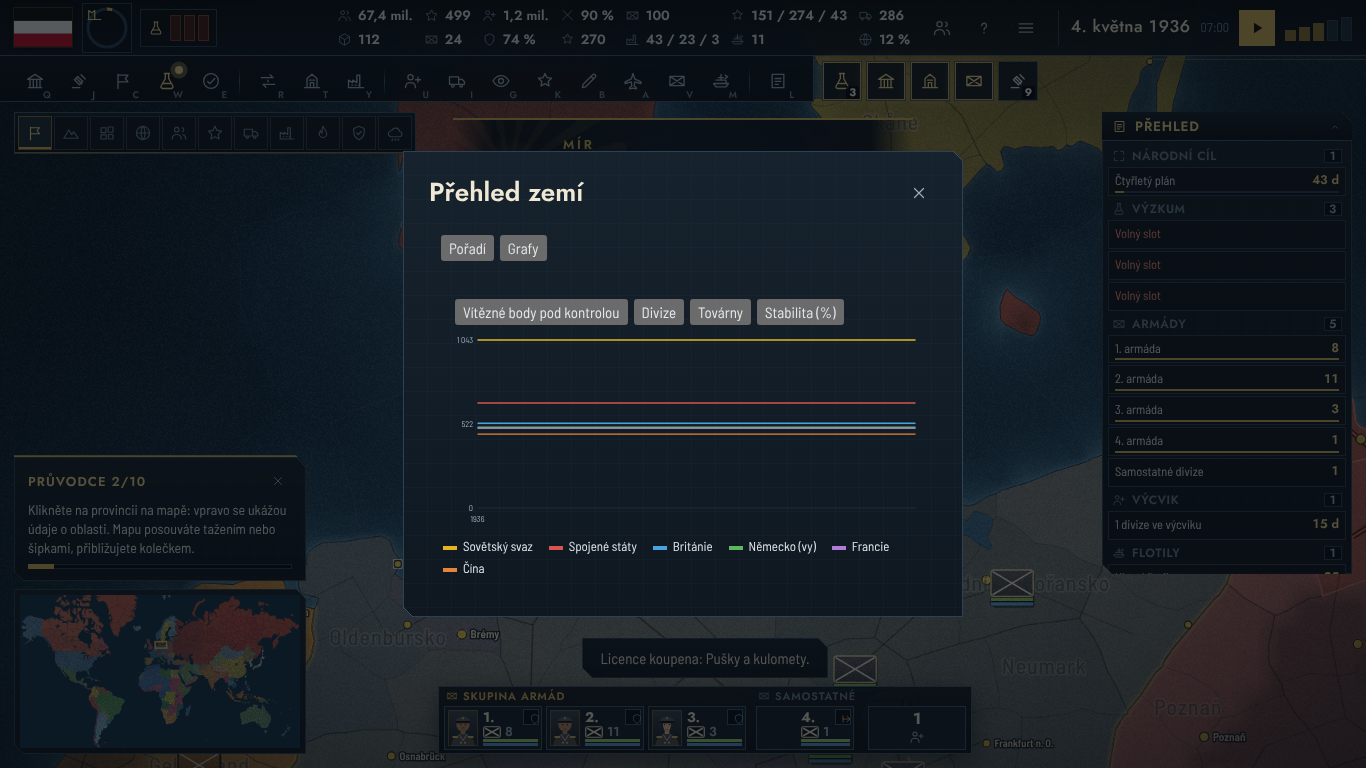 67,4 mil. 499 1,2 mil. 90 % 100 151 / 274 / 43 286
112 24 74 % 270 43 / 23 / 3 11 12 %
4. května 1936 07:00
Q J C W E R T Y U I G K B A V M L
3 9
MÍR
Přehled zemí
Pořadí Grafy
Vítězné body pod kontrolou Divize Továrny Stabilita (%)
1 043
522
0
1936
Sovětský svaz Spojené státy Británie Německo (vy) Francie
Čína
PŘEHLED
NÁRODNÍ CÍL 1
Čtyřletý plán 43 d
VÝZKUM 3
Volný slot
Volný slot
Volný slot
ARMÁDY 5
1. armáda 8
2. armáda 11
3. armáda 3
4. armáda 1
Samostatné divize 1
VÝCVIK 1
1 divize ve výcviku 15 d
FLOTILY 1
PRŮVODCE 2/10
Klikněte na provincii na mapě: vpravo se ukážou
údaje o oblasti. Mapu posouváte tažením nebo
šipkami, přibližujete kolečkem.
Oldenbursko
Brémy
Neumark
Poznaň
Poznaň
Frankfurt n. O.
Osnabrück
Licence koupena: Pušky a kulomety.
SKUPINA ARMÁD SAMOSTATNÉ
1. 8 2. 11 3. 3 4. 1 1